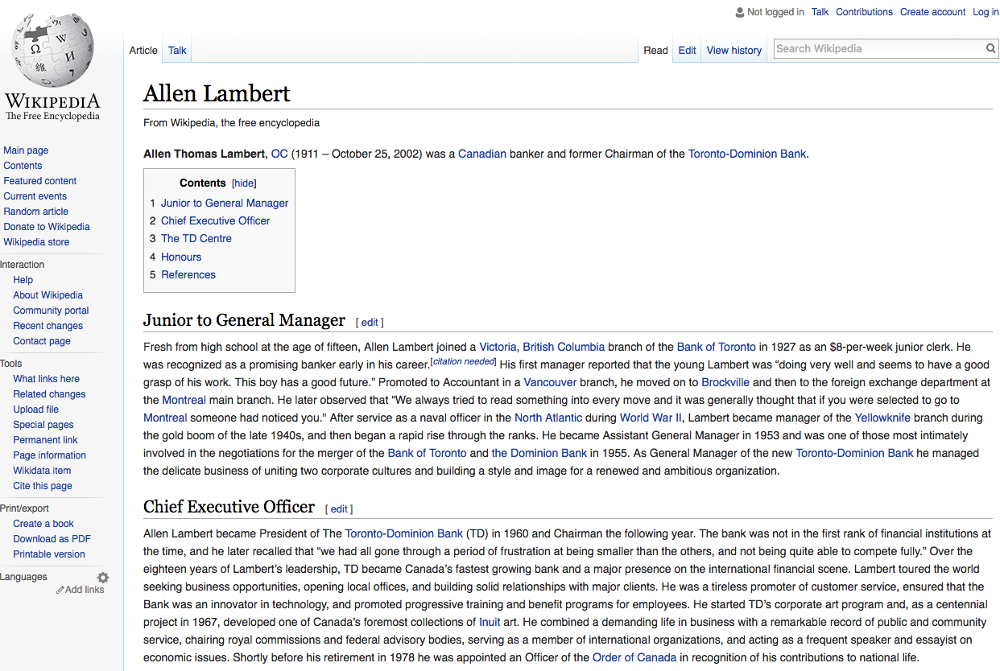 Not logged in Talk Contributions Create account Log in
Article Talk Read Edit View history Search Wikipedia
WIKIPEDIA
The Free Encyclopedia
Main page
Contents
Featured content
Current events
Random article
Donate to Wikipedia
Wikipedia store
Interaction
Help
About Wikipedia
Community portal
Recent changes
Contact page
Tools
What links here
Related changes
Upload file
Special pages
Permanent link
Page information
Wikidata item
Cite this page
Print/export
Create a book
Download as PDF
Printable version
Languages
Add links
Allen Lambert
From Wikipedia, the free encyclopedia
Allen Thomas Lambert, OC (1911 – October 25, 2002) was a Canadian banker and former Chairman of the Toronto-Dominion Bank.
Contents [hide]
1 Junior to General Manager
2 Chief Executive Officer
3 The TD Centre
4 Honours
5 References
Junior to General Manager [ edit ]
Fresh from high school at the age of fifteen, Allen Lambert joined a Victoria, British Columbia branch of the Bank of Toronto in 1927 as an $8-per-week junior clerk. He
was recognized as a promising banker early in his career.[citation needed] His first manager reported that the young Lambert was “doing very well and seems to have a good
grasp of his work. This boy has a good future.” Promoted to Accountant in a Vancouver branch, he moved on to Brockville and then to the foreign exchange department at
the Montreal main branch. He later observed that “We always tried to read something into every move and it was generally thought that if you were selected to go to
Montreal someone had noticed you." After service as a naval officer in the North Atlantic during World War II, Lambert became manager of the Yellowknife branch during
the gold boom of the late 1940s, and then began a rapid rise through the ranks. He became Assistant General Manager in 1953 and was one of those most intimately
involved in the negotiations for the merger of the Bank of Toronto and the Dominion Bank in 1955. As General Manager of the new Toronto-Dominion Bank he managed
the delicate business of uniting two corporate cultures and building a style and image for a renewed and ambitious organization.
Chief Executive Officer [ edit ]
Allen Lambert became President of The Toronto-Dominion Bank (TD) in 1960 and Chairman the following year. The bank was not in the first rank of financial institutions at
the time, and he later recalled that “we had all gone through a period of frustration at being smaller than the others, and not being quite able to compete fully.” Over the
eighteen years of Lambert’s leadership, TD became Canada’s fastest growing bank and a major presence on the international financial scene. Lambert toured the world
seeking business opportunities, opening local offices, and building solid relationships with major clients. He was a tireless promoter of customer service, ensured that the
Bank was an innovator in technology, and promoted progressive training and benefit programs for employees. He started TD’s corporate art program and, as a centennial
project in 1967, developed one of Canada’s foremost collections of Inuit art. He combined a demanding life in business with a remarkable record of public and community
service, chairing royal commissions and federal advisory bodies, serving as a member of international organizations, and acting as a frequent speaker and essayist on
economic issues. Shortly before his retirement in 1978 he was appointed an Officer of the Order of Canada in recognition of his contributions to national life.